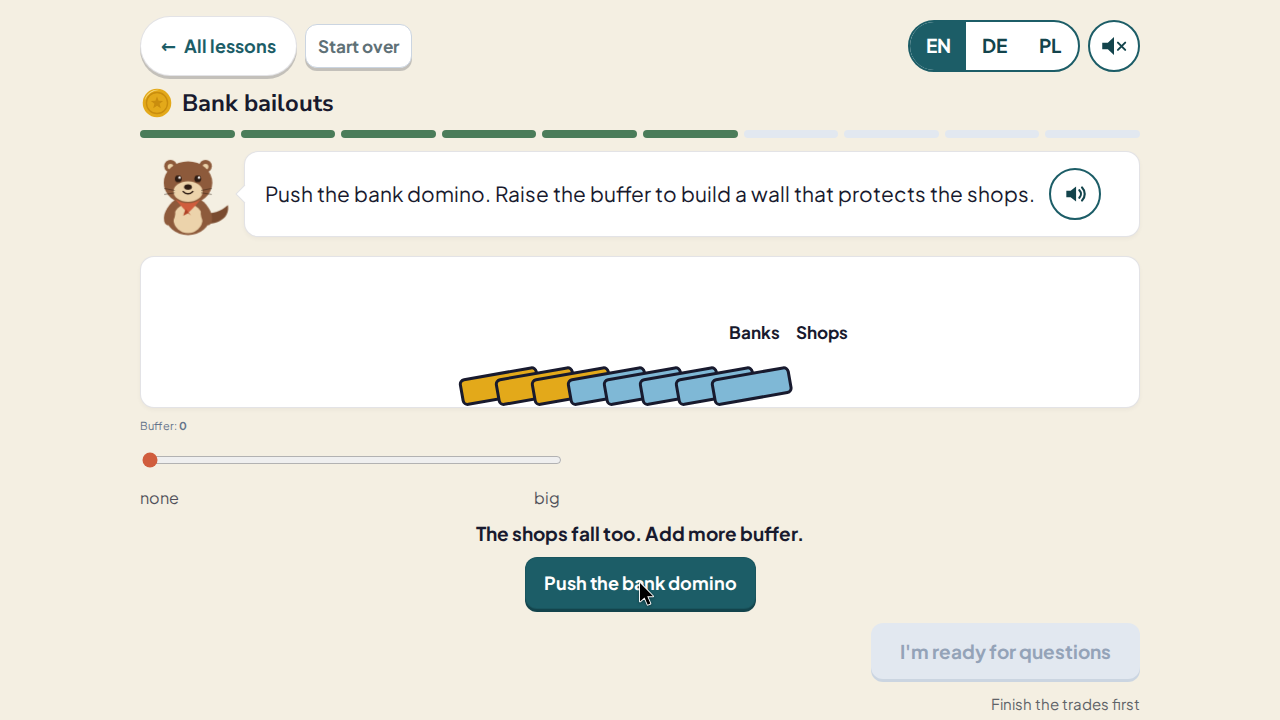 ← All lessons
Start over
EN
DE
PL
Bank bailouts
Push the bank domino. Raise the buffer to build a wall that protects the shops.
Banks
Shops
Buffer: 0
none
big
The shops fall too. Add more buffer.
Push the bank domino
I'm ready for questions
Finish the trades first